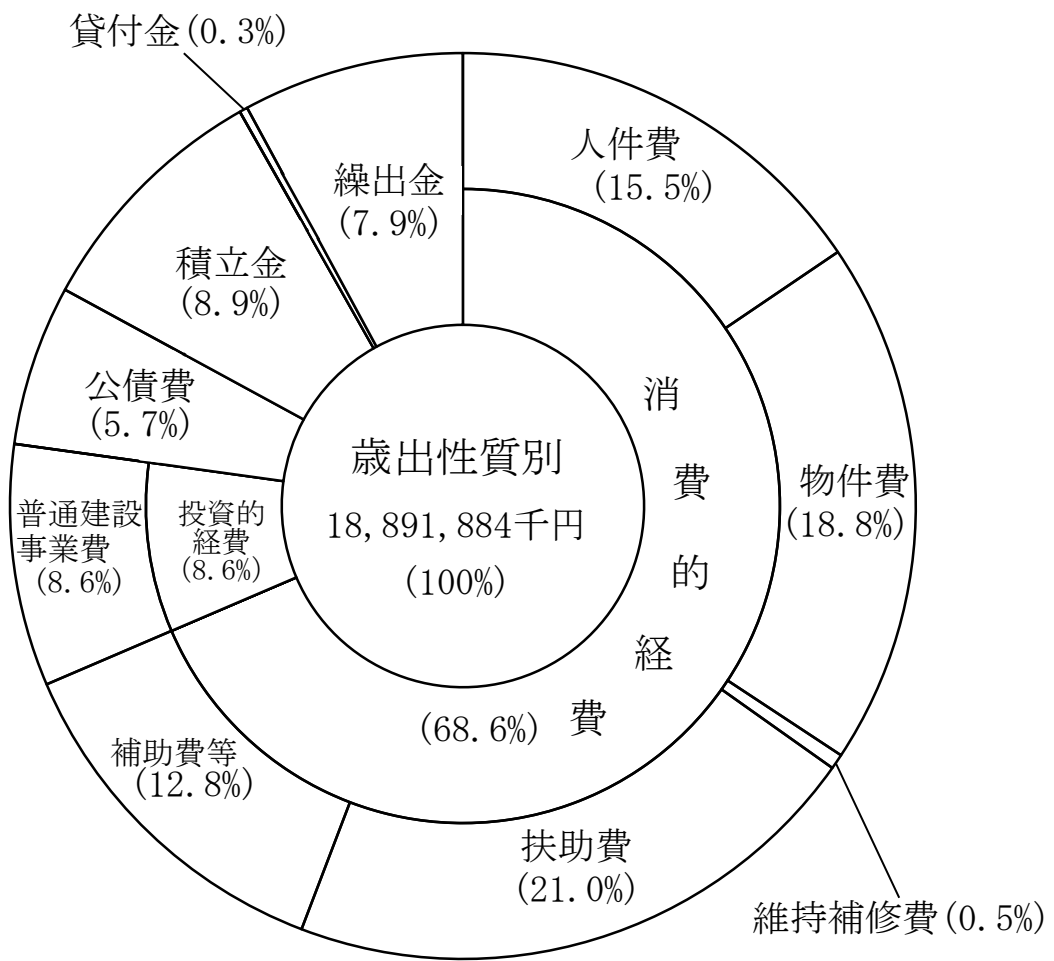 貸付金(0.3%)
人件費
(15.5%)
繰出金
(7.9%)
積立金
(8.9%)
公債費
(5.7%)
消費的経費
(68.6%)
歳出性質別
18,891,884千円
(100%)
物件費
(18.8%)
普通建設
事業費
(8.6%)
投資的
経費
(8.6%)
補助費等
(12.8%)
扶助費
(21.0%)
維持補修費(0.5%)